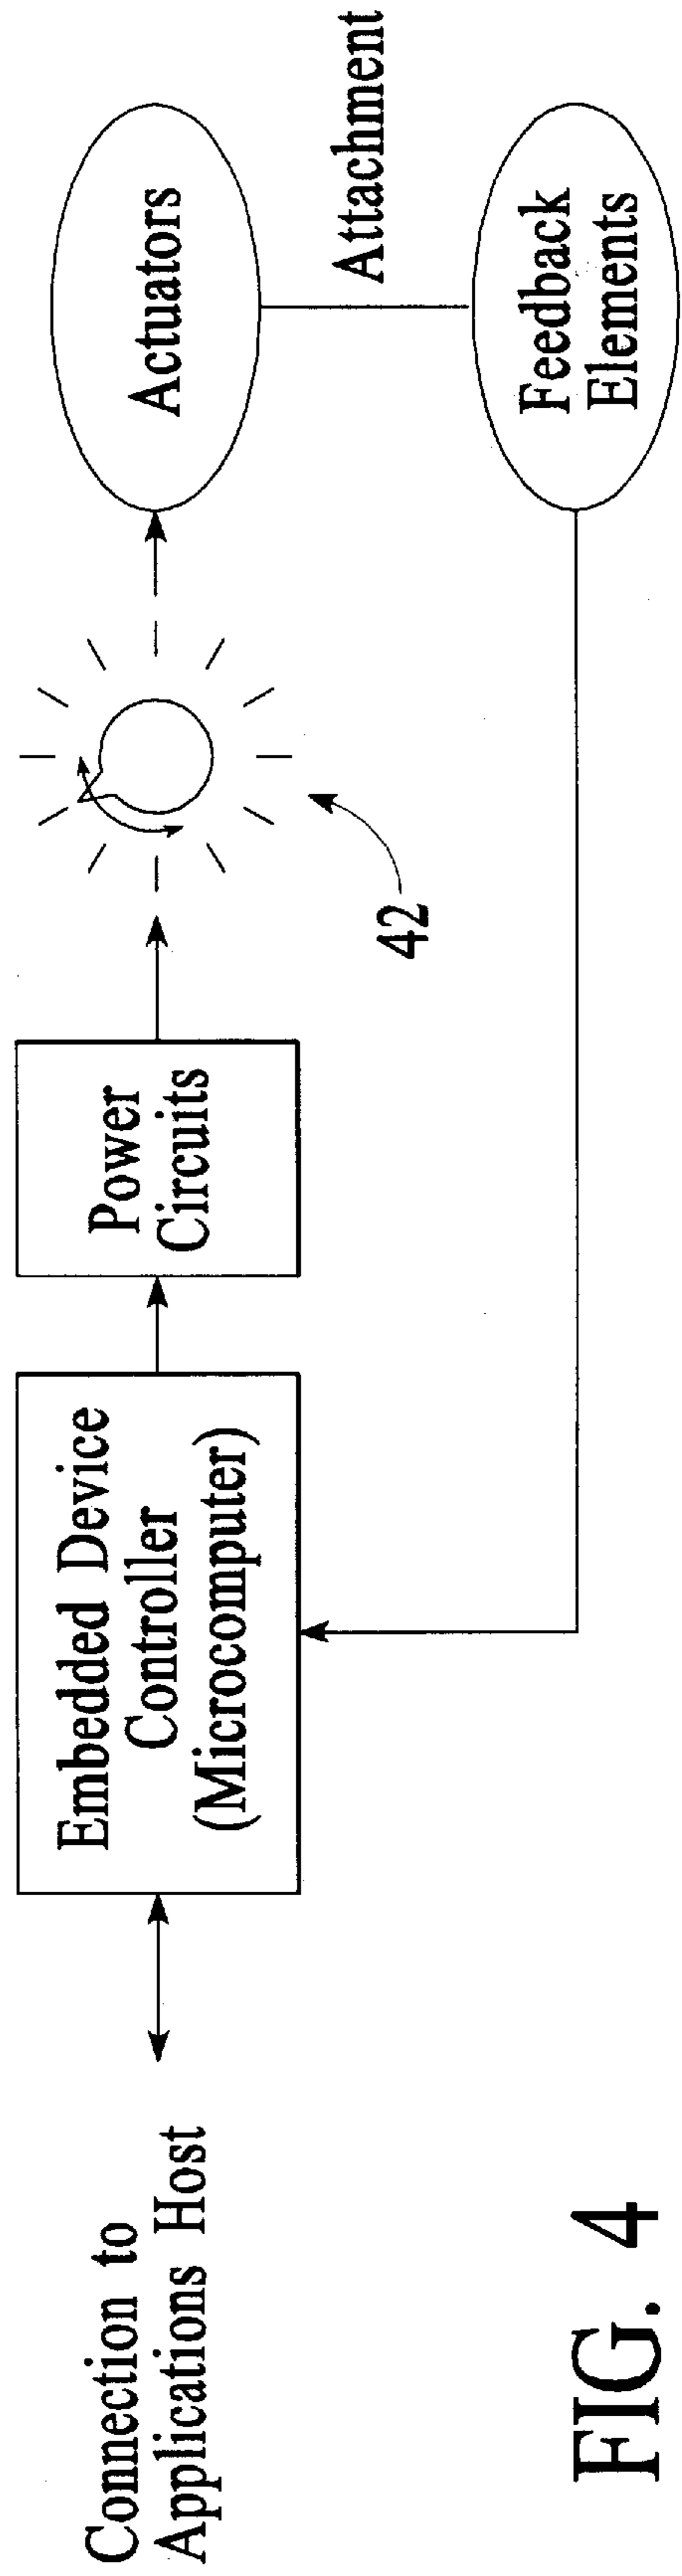 Connection to
Applications Host
Embedded Device
Controller
(Microcomputer)
Power
Circuits
42
Actuators
Attachment
Feedback
Elements
FIG. 4